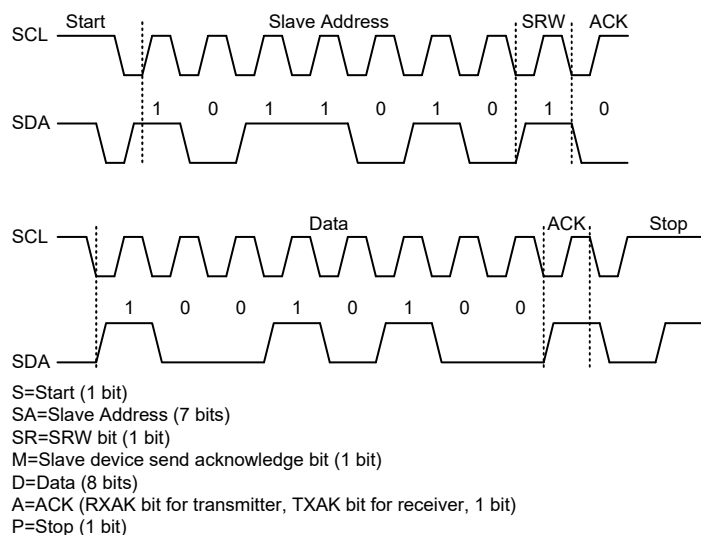 Start Slave Address SRW ACK
SCL
1 0 1 1 0 1 0 1 0
SDA
Data ACK Stop
SCL
1 0 0 1 0 1 0 0
SDA
S=Start (1 bit)
SA=Slave Address (7 bits)
SR=SRW bit (1 bit)
M=Slave device send acknowledge bit (1 bit)
D=Data (8 bits)
A=ACK (RXAK bit for transmitter, TXAK bit for receiver, 1 bit)
P=Stop (1 bit)